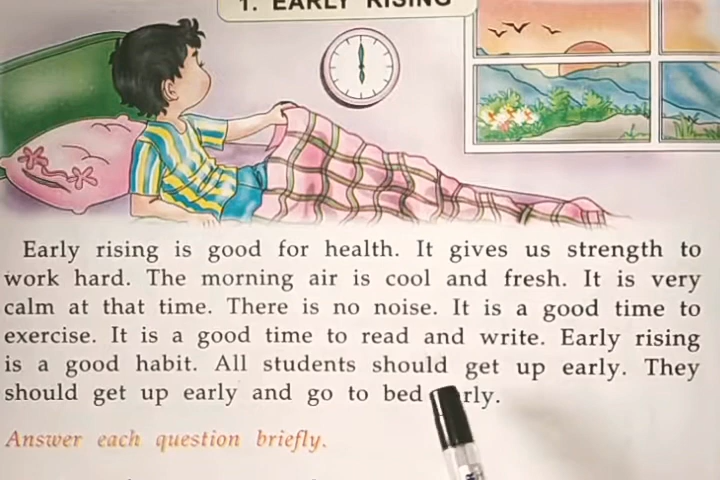 1. EARLY RISING
Early rising is good for health. It gives us strength to
work hard. The morning air is cool and fresh. It is very
calm at that time. There is no noise. It is a good time to
exercise. It is a good time to read and write. Early rising
is a good habit. All students should get up early. They
should get up early and go to bed
Answer each question briefly.